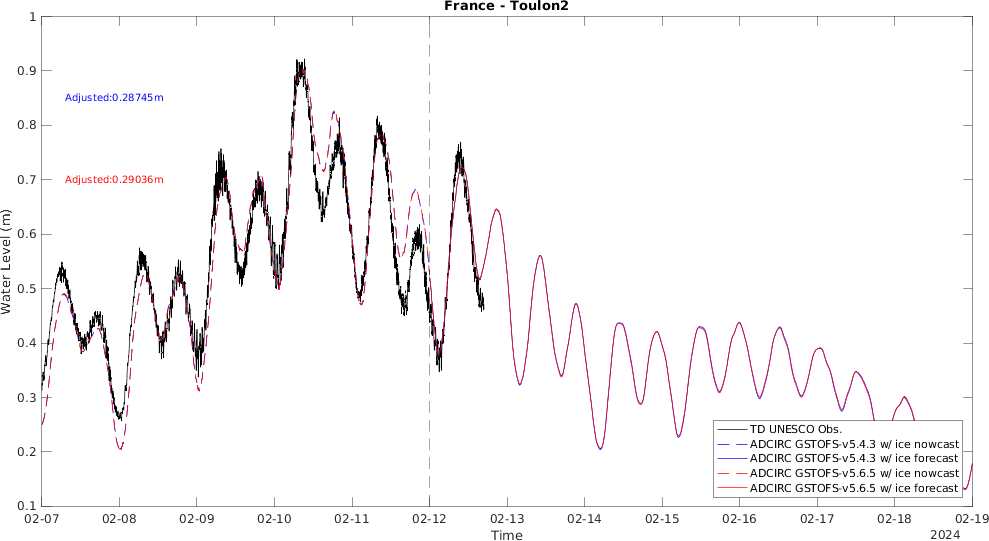 France - Toulon2
1
0.9
0.8
0.7
0.6
0.5
0.4
0.3
0.2
0.1
Water Level (m)
Adjusted:0.28745m
Adjusted:0.29036m
TD UNESCO Obs.
ADCIRC GSTOFS-v5.4.3 w/ ice nowcast
ADCIRC GSTOFS-v5.4.3 w/ ice forecast
ADCIRC GSTOFS-v5.6.5 w/ ice nowcast
ADCIRC GSTOFS-v5.6.5 w/ ice forecast
02-07 02-08 02-09 02-10 02-11 02-12 02-13 02-14 02-15 02-16 02-17 02-18 02-19
Time
2024